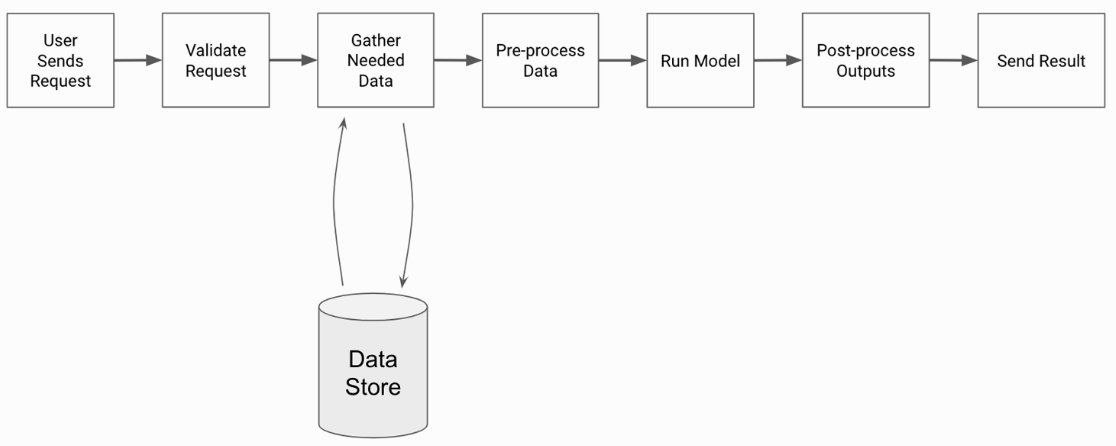 User
Sends
Request
Validate
Request
Gather
Needed
Data
Pre-process
Data
Run Model
Post-process
Outputs
Send Result
Data
Store